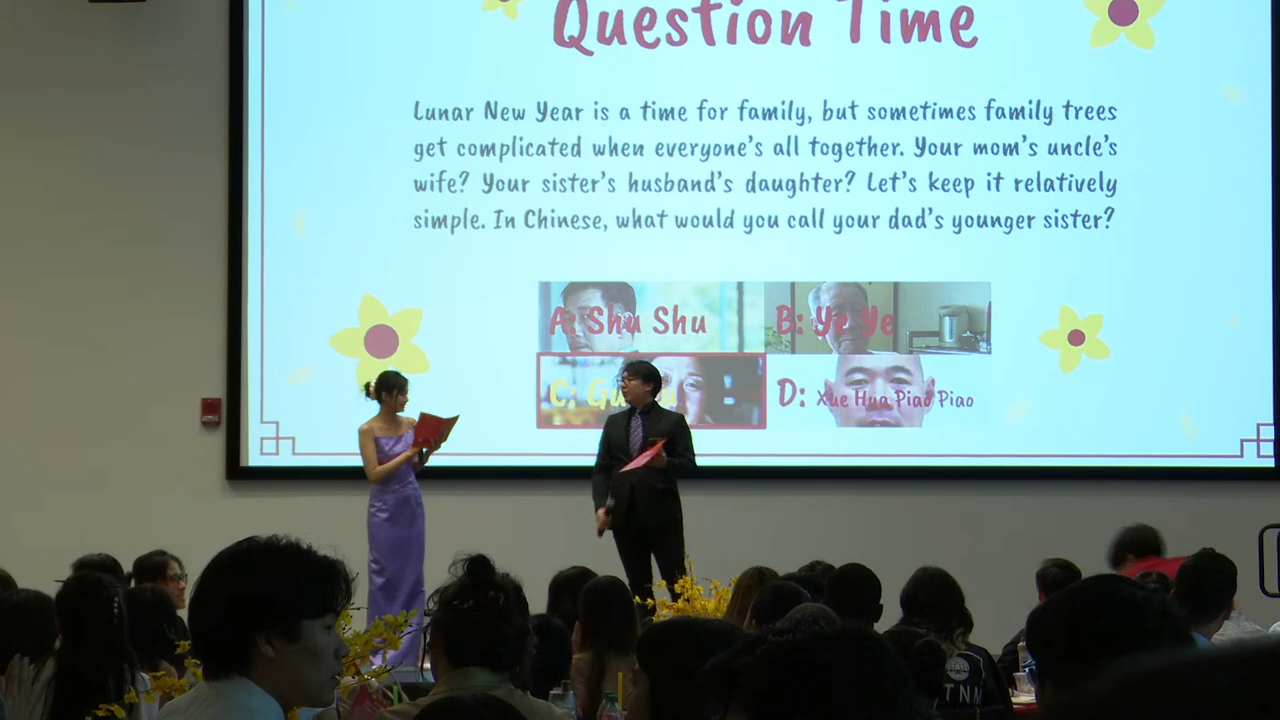 Question Time
Lunar New Year is a time for family, but sometimes family trees
get complicated when everyone's all together. Your mom's uncle's
wife? Your sister's husband's daughter? Let's keep it relatively
simple. In Chinese, what would you call your dad's younger sister?
A: Shu Shu
B: Ye Ye
C:
D: Xue Hua Piao Piao
TNN